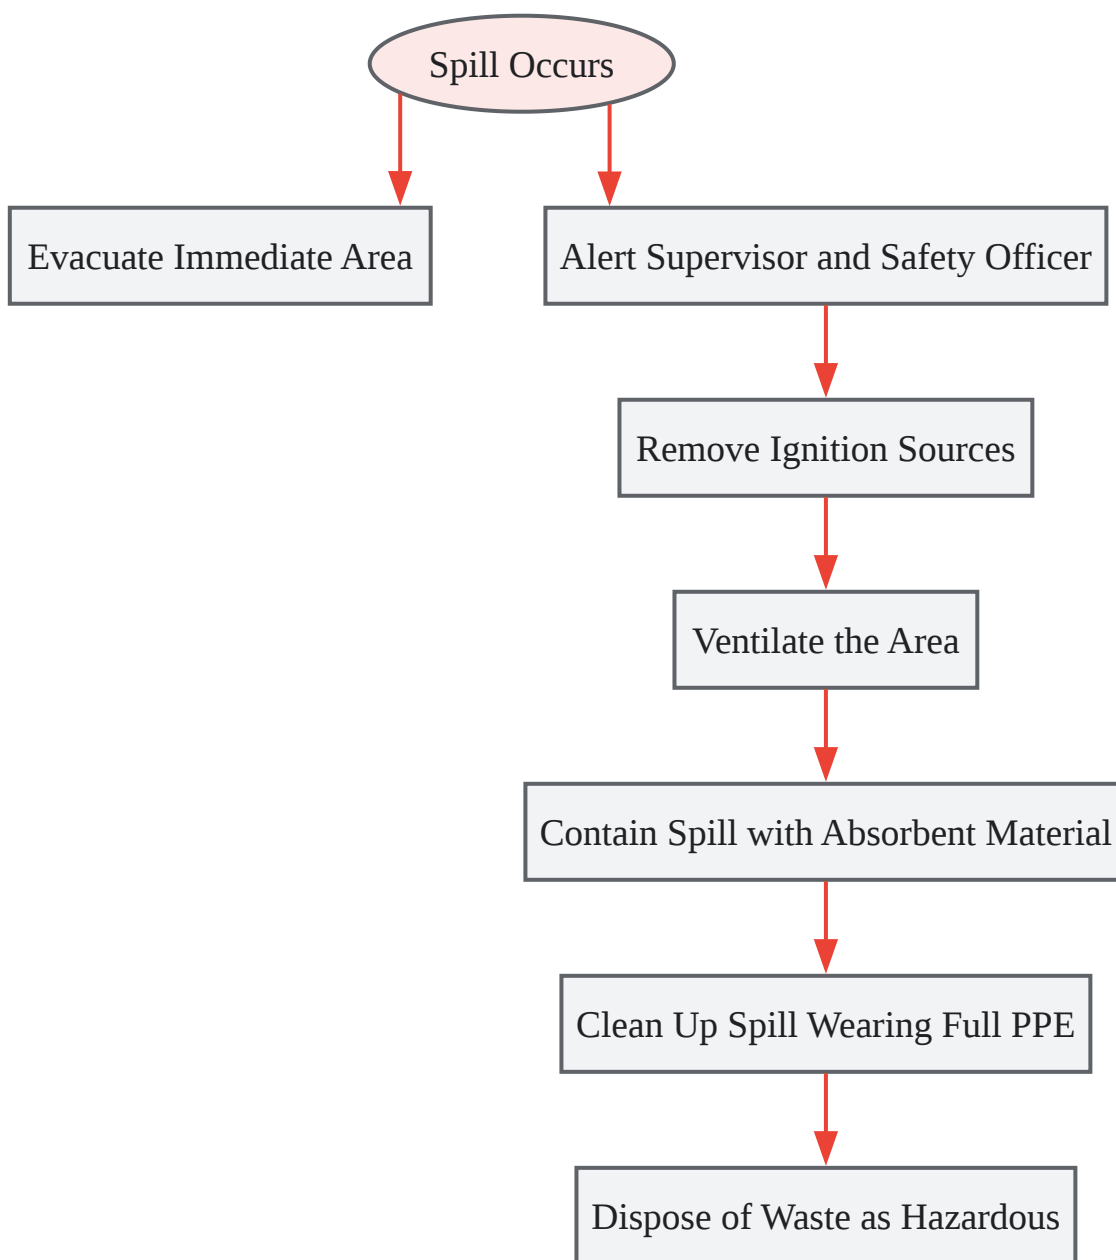 Spill Occurs
Evacuate Immediate Area
Alert Supervisor and Safety Officer
Remove Ignition Sources
Ventilate the Area
Contain Spill with Absorbent Material
Clean Up Spill Wearing Full PPE
Dispose of Waste as Hazardous